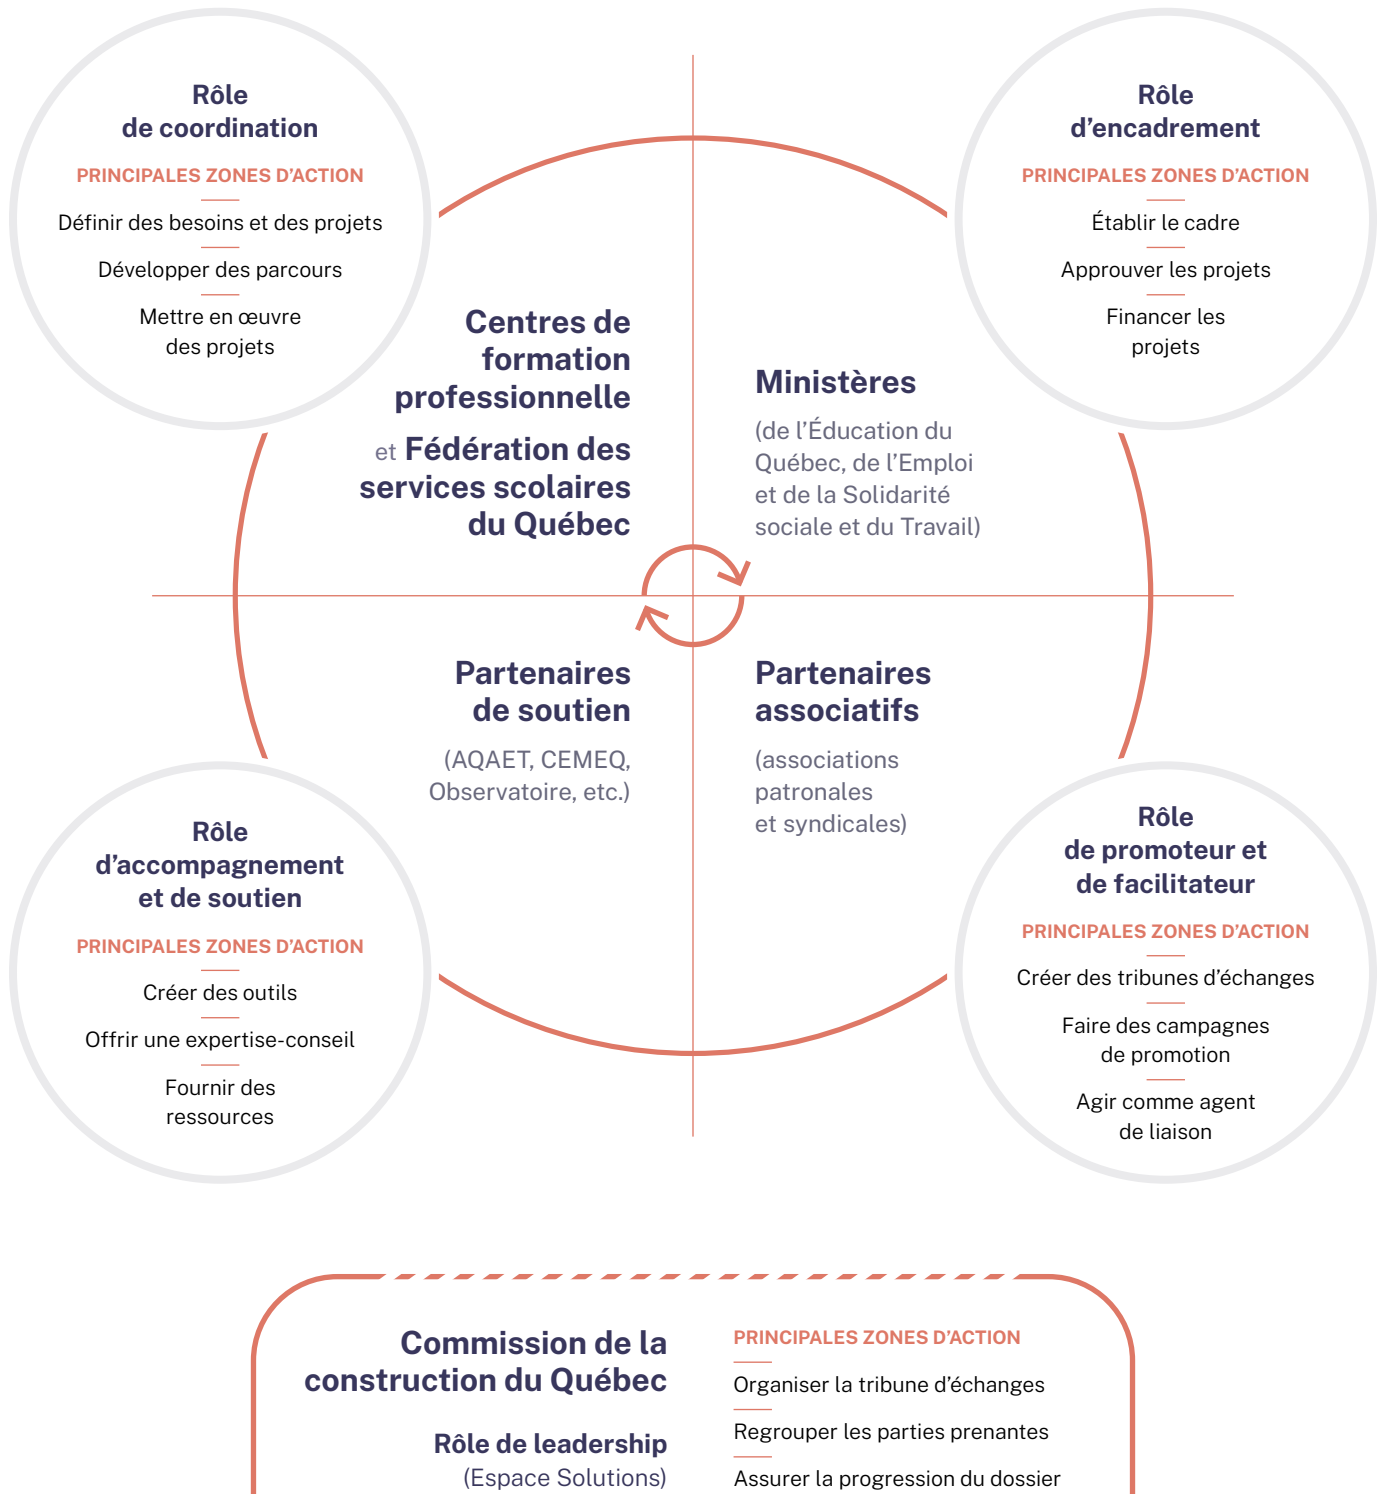 Rôle
de coordination
PRINCIPALES ZONES D’ACTION
Définir des besoins et des projets
Développer des parcours
Mettre en œuvre
des projets
Rôle
d’encadrement
PRINCIPALES ZONES D’ACTION
Établir le cadre
Approuver les projets
Financer les
projets
Centres de
formation
professionnelle
et Fédération des
services scolaires
du Québec
Ministères
(de l’Éducation du
Québec, de l’Emploi
et de la Solidarité
sociale et du Travail)
Partenaires
de soutien
(AQAET, CEMEQ,
Observatoire, etc.)
Partenaires
associatifs
(associations
patronales
et syndicales)
Rôle
d’accompagnement
et de soutien
PRINCIPALES ZONES D’ACTION
Créer des outils
Offrir une expertise-conseil
Fournir des
ressources
Rôle
de promoteur et
de facilitateur
PRINCIPALES ZONES D’ACTION
Créer des tribunes d’échanges
Faire des campagnes
de promotion
Agir comme agent
de liaison
Commission de la
construction du Québec
Rôle de leadership
(Espace Solutions)
PRINCIPALES ZONES D’ACTION
Organiser la tribune d’échanges
Regrouper les parties prenantes
Assurer la progression du dossier